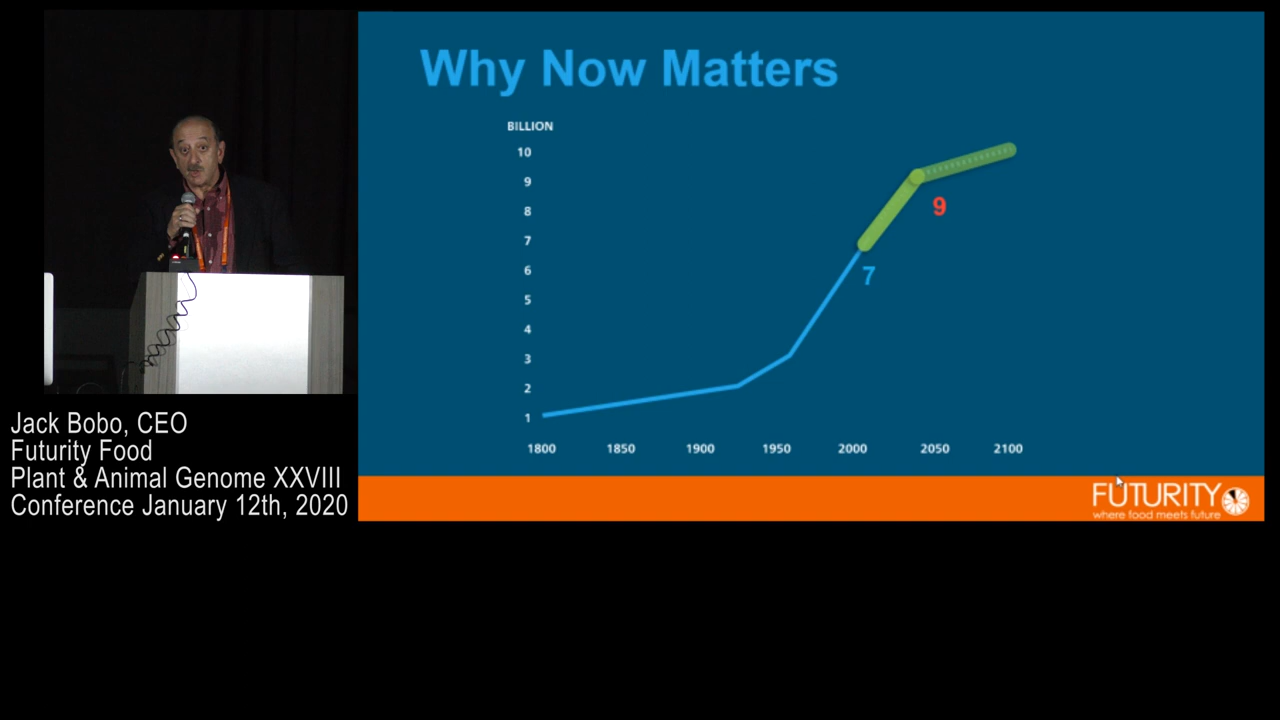 Why Now Matters
BILLION
10
9
8
7
6
5
4
3
2
1
9
7
1800 1850 1900 1950 2000 2050 2100
FUTURITY
where food meets future
Jack Bobo, CEO
Futurity Food
Plant & Animal Genome XXVIII
Conference January 12th, 2020